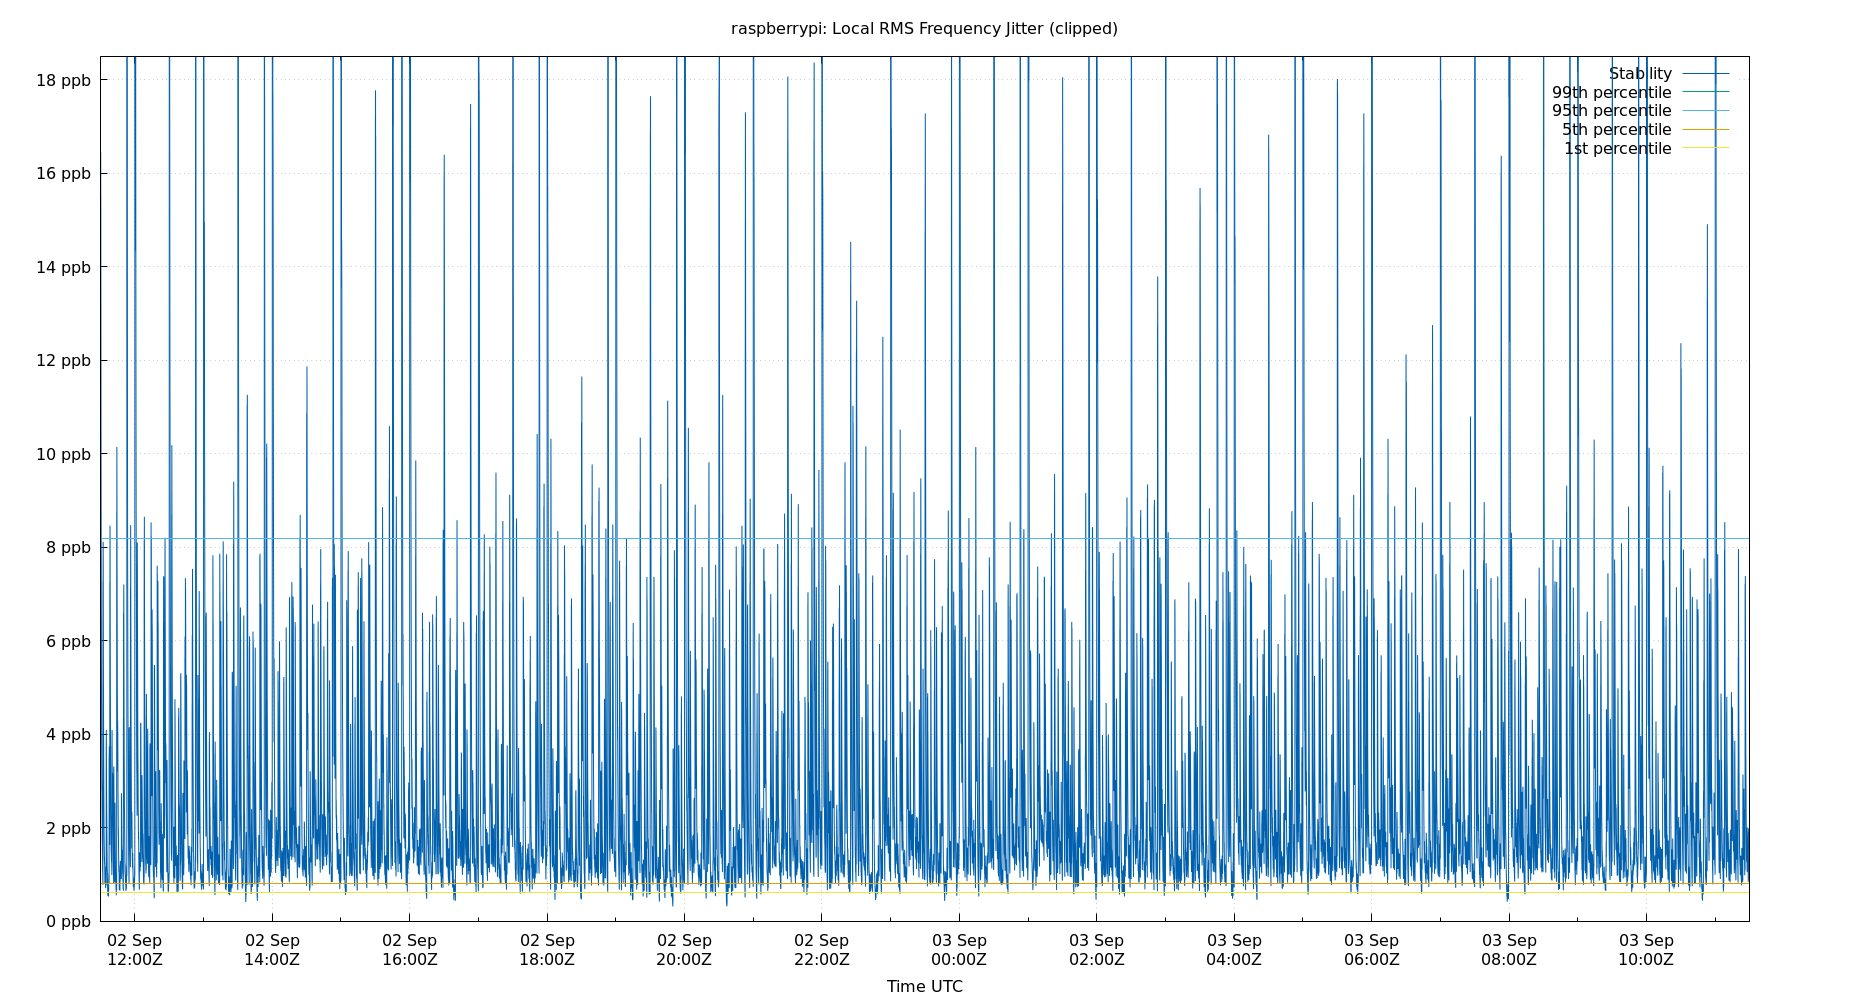 raspberrypi: Local RMS Frequency Jitter (clipped)
Stability
99th percentile
95th percentile
5th percentile
1st percentile
18 ppb
16 ppb
14 ppb
12 ppb
10 ppb
8 ppb
6 ppb
4 ppb
2 ppb
0 ppb
02 Sep 02 Sep 02 Sep 02 Sep 02 Sep 02 Sep 03 Sep 03 Sep 03 Sep 03 Sep 03 Sep 03 Sep
12:00Z 14:00Z 16:00Z 18:00Z 20:00Z 22:00Z 00:00Z 02:00Z 04:00Z 06:00Z 08:00Z 10:00Z
Time UTC